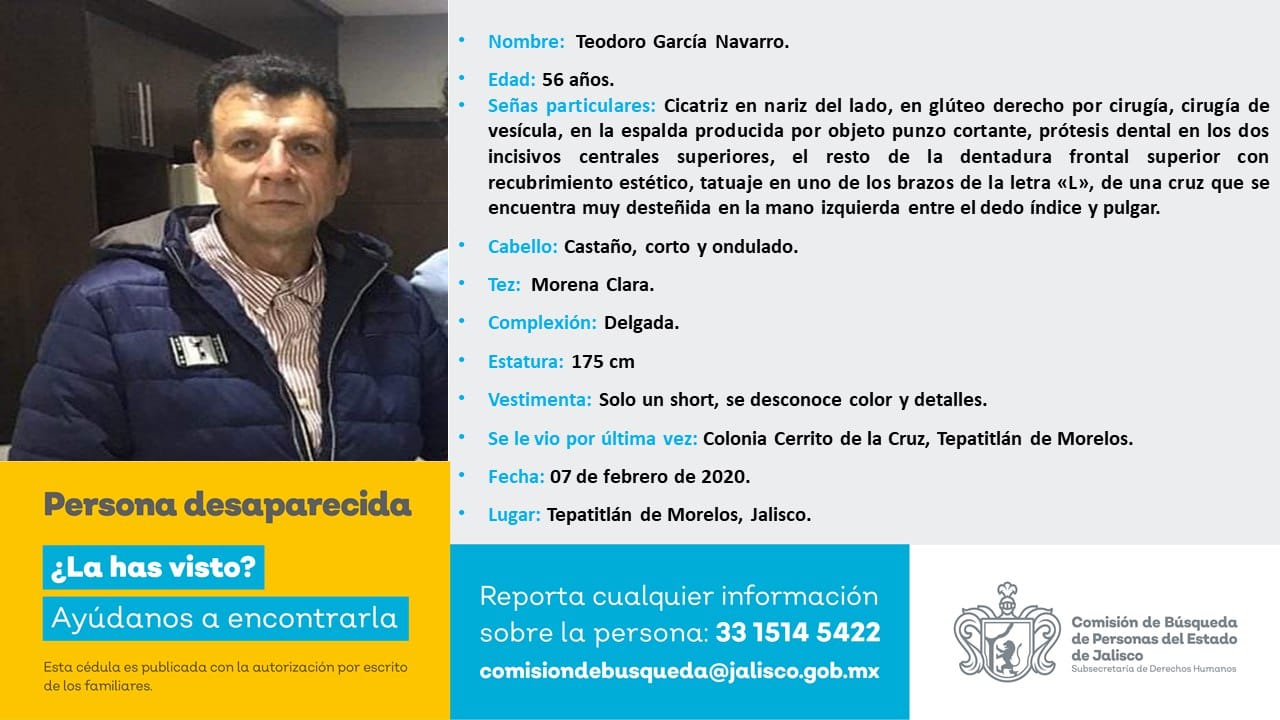 • Nombre: Teodoro García Navarro.
• Edad: 56 años.
• Señas particulares: Cicatriz en nariz del lado, en glúteo derecho por cirugía, cirugía de
vesícula, en la espalda producida por objeto punzo cortante, prótesis dental en los dos
incisivos centrales superiores, el resto de la dentadura frontal superior con
recubrimiento estético, tatuaje en uno de los brazos de la letra «L», de una cruz que se
encuentra muy desteñida en la mano izquierda entre el dedo índice y pulgar.
• Cabello: Castaño, corto y ondulado.
• Tez: Morena Clara.
• Complexión: Delgada.
• Estatura: 175 cm
• Vestimenta: Solo un short, se desconoce color y detalles.
• Se le vio por última vez: Colonia Cerrito de la Cruz, Tepatitlán de Morelos.
• Fecha: 07 de febrero de 2020.
• Lugar: Tepatitlán de Morelos, Jalisco.
Persona desaparecida
¿La has visto?
Ayúdanos a encontrarla
Esta cédula es publicada con la autorización por escrito
de los familiares.
Reporta cualquier información
sobre la persona: 33 1514 5422
comisiondebusqueda@jalisco.gob.mx
Comisión de Búsqueda
de Personas del Estado
de Jalisco
Subsecretaría de Derechos Humanos